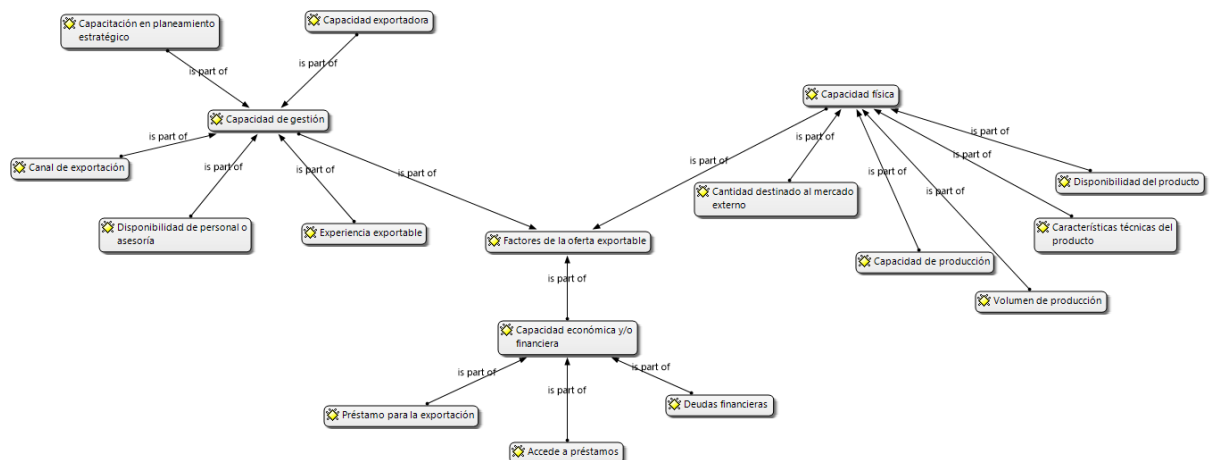 Capacitación en planeamiento
estratégico
Capacidad exportadora
is part of
is part of
Capacidad física
Capacidad de gestión
is part of
is part of
Canal de exportación
is part of
is part of
is part of
is part of
is part of
is part of
is part of
is part of
Disponibilidad del producto
Cantidad destinado al mercado
externo
Disponibilidad de personal o
asesoría
Experiencia exportable
Características técnicas del
producto
Factores de la oferta exportable
Capacidad de producción
is part of
Volumen de producción
Capacidad económica y/o
financiera
is part of
is part of
is part of
Préstamo para la exportación
Deudas financieras
Accede a préstamos